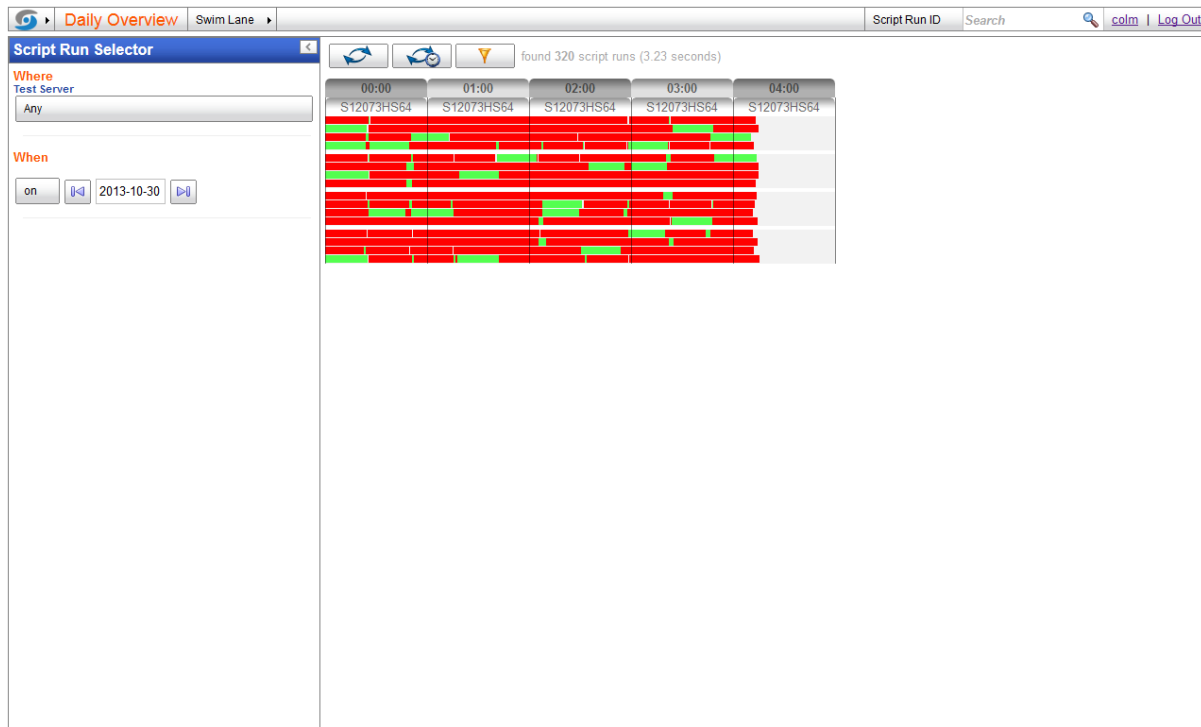 Daily Overview Swim Lane Script Run ID Search colm | Log Out
Script Run Selector
found 320 script runs (3.23 seconds)
Where
Test Server
Any
When
on 2013-10-30
00:00 01:00 02:00 03:00 04:00
S12073HS64 S12073HS64 S12073HS64 S12073HS64 S12073HS64